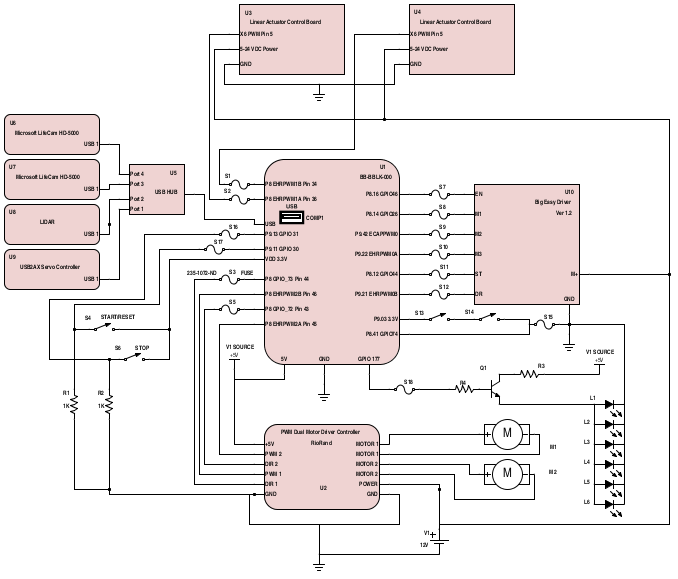 U3
Linear Actuator Control Board
X6 PWM Pin 5
5-24 VDC Power
GND
U4
Linear Actuator Control Board
X6 PWM Pin 5
5-24 VDC Power
GND
U6
Microsoft LifeCam HD-5000
USB 1
U7
Microsoft LifeCam HD-5000
USB 1
U8
LIDAR
USB 1
U9
USB2AX Servo Controller
USB 1
Port 4
Port 3
Port 2
Port 1
U5
USB HUB
S1
S2
S16
S17
235-1072-ND
S3
FUSE
S5
U1
BB-BBLK-000
P8 EHRPWM1B Pin 34
P8 EHRPWM1A Pin 36
USB
COMP1
USB
P9.13 GPIO 31
P9.11 GPIO 30
VDD 3.3V
P8 GPIO_73 Pin 44
P8 EHRPWM2B Pin 46
P8 GPIO_72 Pin 43
P8 EHRPWM2A Pin 45
5V
GND
GPIO 177
P8.16 GPIO46
P8.14 GPIO26
P9.42 ECAPPWM0
P9.22 EHRPWM0A
P8.12 GPIO44
P9.21 EHRPWM0B
P9.03 3.3V
P8.41 GPIO74
S7
S8
S9
S10
S11
S12
S13
S14
S15
U10
Big Easy Driver
Ver 1.2
EN
M1
M2
M3
ST
DR
M+
GND
S4
START/RESET
S6
STOP
R1
1K
R2
1K
V1 SOURCE
+5V
S18
R4
Q1
R3
V1 SOURCE
+5V
L1
L2
L3
L4
L5
L6
PWM Dual Motor Driver Controller
RioRand
U2
+5V
PWM 2
DIR 2
PWM 1
DIR 1
GND
MOTOR 1
MOTOR 1
MOTOR 2
MOTOR 2
POWER
GND
M
M1
M
M2
V1
12V